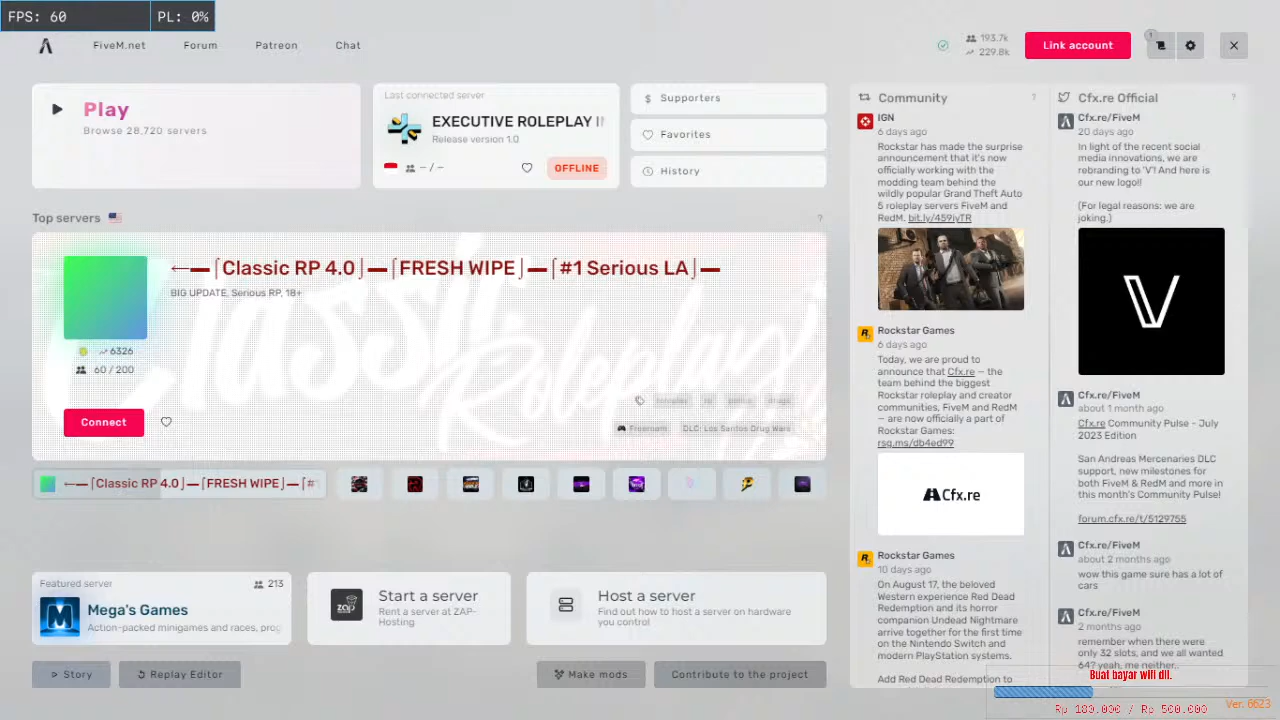 FPS: 60
PL: 0%
FiveM.net
Forum
Patreon
Chat
193.7k
229.8k
Link account
1
Play
Browse 28,720 servers
Last connected server
EXECUTIVE ROLEPLAY I
Release version 1.0
– / –
OFFLINE
$ Supporters
Favorites
History
Top servers
?
←▬⌠Classic RP 4.0⌡▬⌠FRESH WIPE⌡▬⌠#1 Serious LA⌡▬
BIG UPDATE, Serious RP, 18+
6326
60 / 200
Connect
Freeroam
DLC: Los Santos Drug Wars
←▬⌠Classic RP 4.0⌡▬⌠FRESH WIPE⌡▬⌠#
Featured server
213
Mega's Games
Action-packed minigames and races, prog
Start a server
Rent a server at ZAP-
Hosting
Host a server
Find out how to host a server on hardware
you control!
Story
Replay Editor
Make mods
Contribute to the project
Community
?
IGN
6 days ago
Rockstar has made the surprise
announcement that it's now
officially working with the
modding team behind the
wildly popular Grand Theft Auto
5 roleplay servers FiveM and
RedM. bit.ly/459jyTR
Rockstar Games
6 days ago
Today, we are proud to
announce that Cfx.re — the
team behind the biggest
Rockstar roleplay and creator
communities, FiveM and RedM
— are now officially a part of
Rockstar Games:
rsg.ms/db4ed99
Cfx.re
Rockstar Games
10 days ago
On August 17, the beloved
Western experience Red Dead
Redemption and its horror
companion Undead Nightmare
arrive together for the first time
on the Nintendo Switch and
modern PlayStation systems.
Add Red Dead Redemption to
Cfx.re Official
?
Cfx.re/FiveM
20 days ago
In light of the recent social
media innovations, we are
rebranding to 'V'! And here is
our new logo!!
(For legal reasons: we are
joking.)
V
Cfx.re/FiveM
about 1 month ago
Cfx.re Community Pulse - July
2023 Edition
San Andreas Mercenaries DLC
support, new milestones for
both FiveM & RedM and more in
this month's Community Pulse!
forum.cfx.re/t/5129755
Cfx.re/FiveM
about 2 months ago
wow this game sure has a lot of
cars
Cfx.re/FiveM
2 months ago
remember when there were
only 32 slots, and we all wanted
64? yeah, me neither..
Buat bayar wifi dll.
Rp 180.000 / Rp 500.000
Ver. 6623